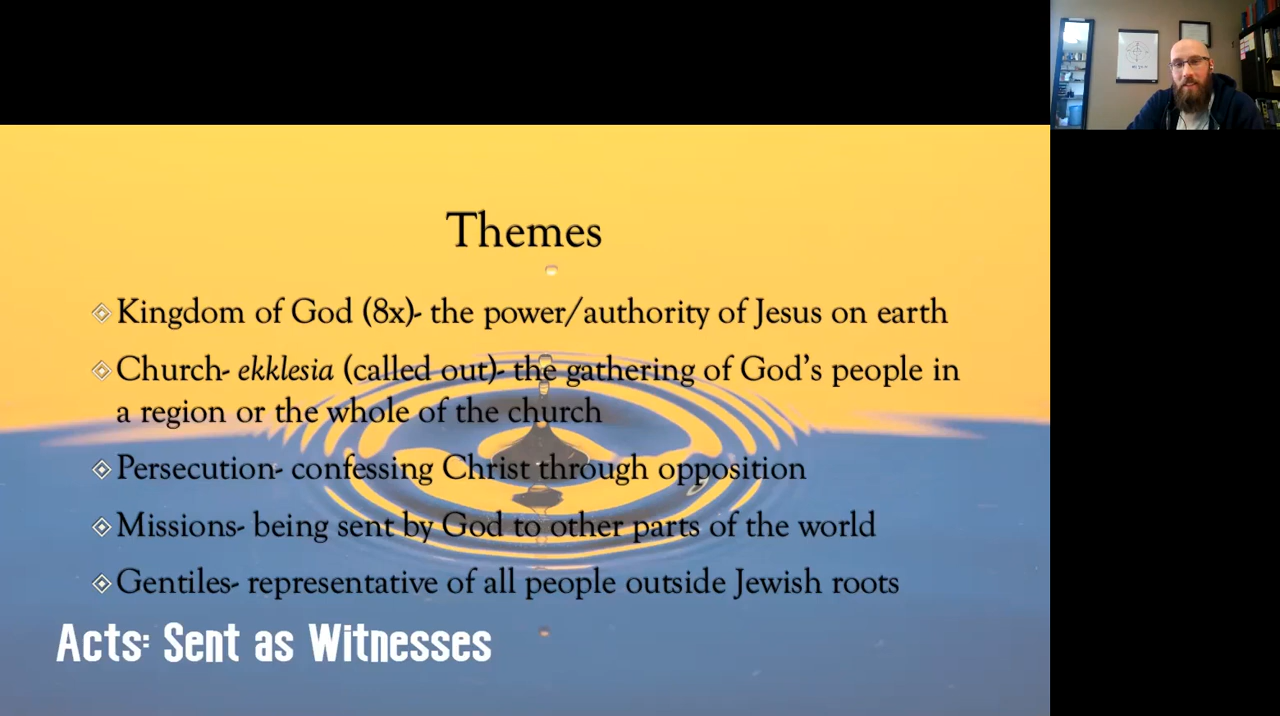 Themes
Kingdom of God (8x)- the power/authority of Jesus on earth
Church- ekklesia (called out)- the gathering of God's people in
a region or the whole of the church
Persecution- confessing Christ through opposition
Missions- being sent by God to other parts of the world
Gentiles- representative of all people outside Jewish roots
Acts: Sent as Witnesses